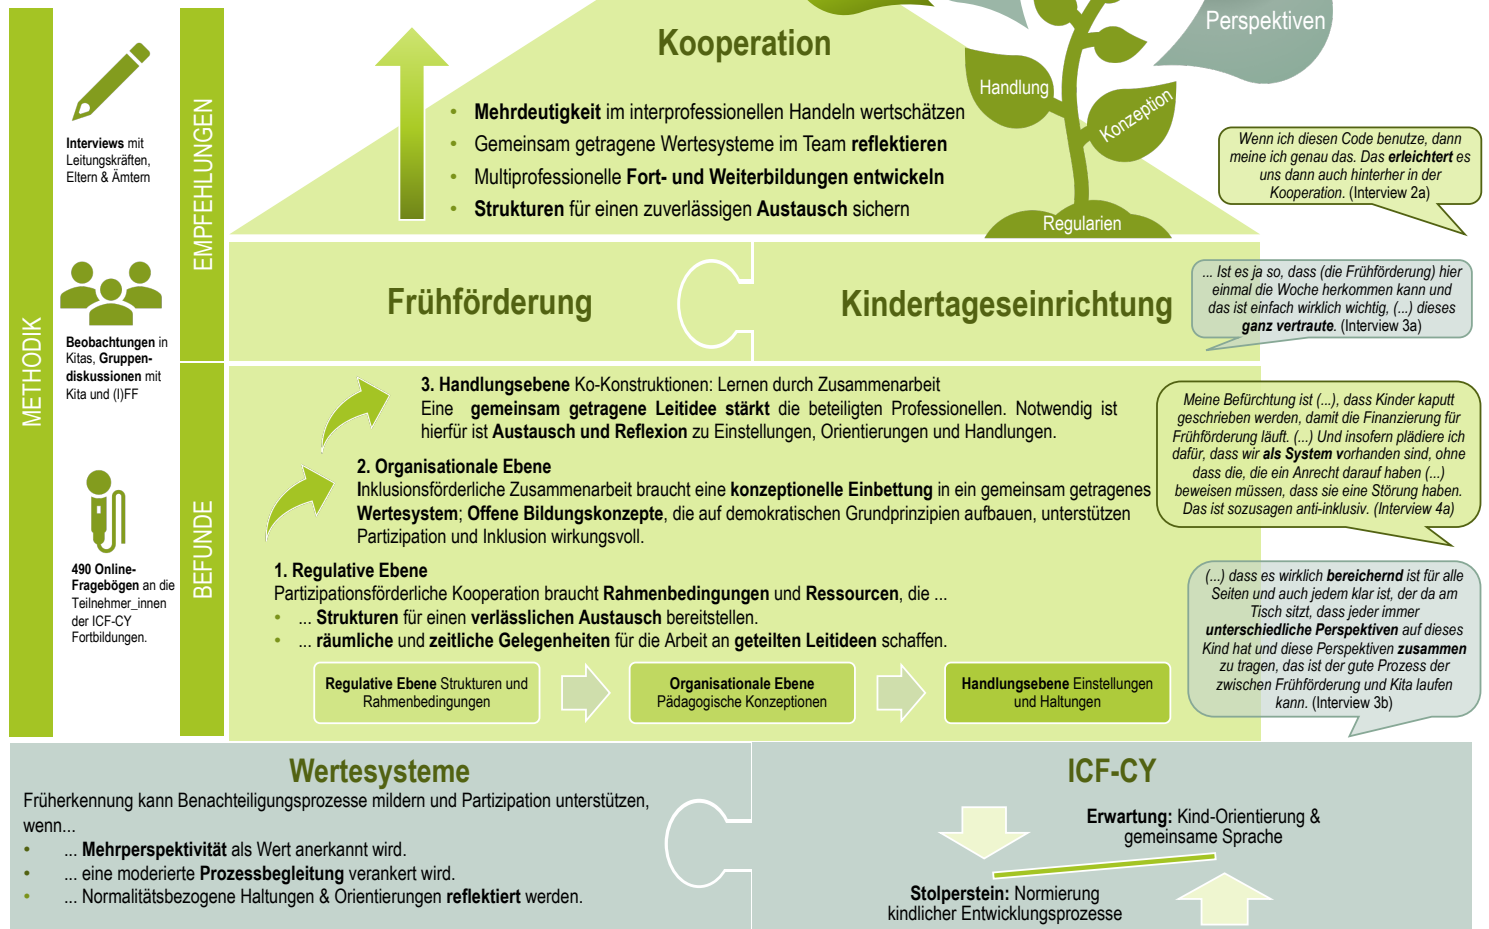 METHODIK
Interviews mit
Leitungskräften,
Eltern & Ämtern
Beobachtungen in
Kitas, Gruppen-
diskussionen mit
Kita und (I)FF
490 Online-
Fragebögen an die
Teilnehmer_innen
der ICF-CY
Fortbildungen.
EMPFEHLUNGEN
BEFUNDE
Kooperation
• Mehrdeutigkeit im interprofessionellen Handeln wertschätzen
• Gemeinsam getragene Wertesysteme im Team reflektieren
• Multiprofessionelle Fort- und Weiterbildungen entwickeln
• Strukturen für einen zuverlässigen Austausch sichern
Perspektiven
Handlung
Konzeption
Regularien
Frühförderung
Kindertageseinrichtung
3. Handlungsebene Ko-Konstruktionen: Lernen durch Zusammenarbeit
Eine gemeinsam getragene Leitidee stärkt die beteiligten Professionellen. Notwendig ist
hierfür ist Austausch und Reflexion zu Einstellungen, Orientierungen und Handlungen.
2. Organisationale Ebene
Inklusionsförderliche Zusammenarbeit braucht eine konzeptionelle Einbettung in ein gemeinsam getragenes
Wertesystem; Offene Bildungskonzepte, die auf demokratischen Grundprinzipien aufbauen, unterstützen
Partizipation und Inklusion wirkungsvoll.
1. Regulative Ebene
Partizipationsförderliche Kooperation braucht Rahmenbedingungen und Ressourcen, die ...
• ... Strukturen für einen verlässlichen Austausch bereitstellen.
• ... räumliche und zeitliche Gelegenheiten für die Arbeit an geteilten Leitideen schaffen.
Regulative Ebene Strukturen und
Rahmenbedingungen
Organisationale Ebene
Pädagogische Konzeptionen
Handlungsebene Einstellungen
und Haltungen
Wenn ich diesen Code benutze, dann
meine ich genau das. Das erleichtert es
uns dann auch hinterher in der
Kooperation. (Interview 2a)
... Ist es ja so, dass (die Frühförderung) hier
einmal die Woche herkommen kann und
das ist einfach wirklich wichtig, (...) dieses
ganz vertraute. (Interview 3a)
Meine Befürchtung ist (...), dass Kinder kaputt
geschrieben werden, damit die Finanzierung für
Frühförderung läuft. (...) Und insofern plädiere ich
dafür, dass wir als System vorhanden sind, ohne
dass die, die ein Anrecht darauf haben (...)
beweisen müssen, dass sie eine Störung haben.
Das ist sozusagen anti-inklusiv. (Interview 4a)
(...) dass es wirklich bereichernd ist für alle
Seiten und auch jedem klar ist, der da am
Tisch sitzt, dass jeder immer
unterschiedliche Perspektiven auf dieses
Kind hat und diese Perspektiven zusammen
zu tragen, das ist der gute Prozess der
zwischen Frühförderung und Kita laufen
kann. (Interview 3b)
Wertesysteme
Früherkennung kann Benachteiligungsprozesse mildern und Partizipation unterstützen,
wenn...
• ... Mehrperspektivität als Wert anerkannt wird.
• ... eine moderierte Prozessbegleitung verankert wird.
• ... Normalitätsbezogene Haltungen & Orientierungen reflektiert werden.
ICF-CY
Erwartung: Kind-Orientierung &
gemeinsame Sprache
Stolperstein: Normierung
kindlicher Entwicklungsprozesse